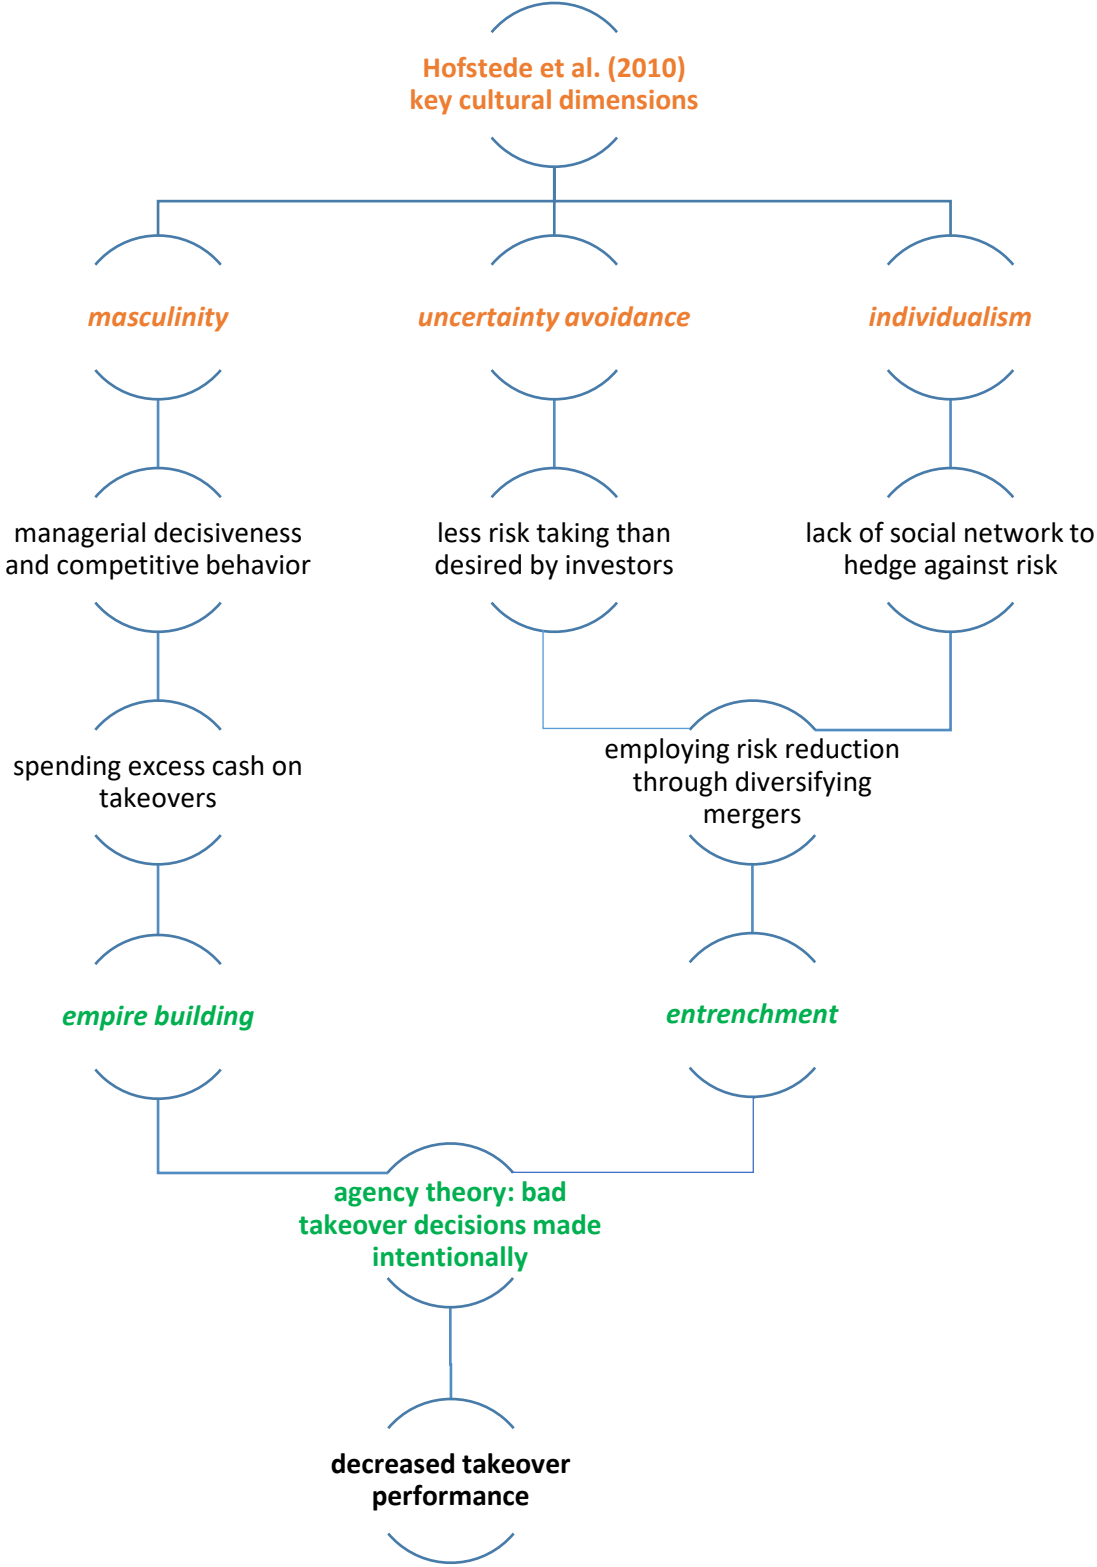 Hofstede et al. (2010)
key cultural dimensions
masculinity
uncertainty avoidance
individualism
managerial decisiveness
and competitive behavior
less risk taking than
desired by investors
lack of social network to
hedge against risk
spending excess cash on
takeovers
employing risk reduction
through diversifying
mergers
empire building
entrenchment
agency theory: bad
takeover decisions made
intentionally
decreased takeover
performance